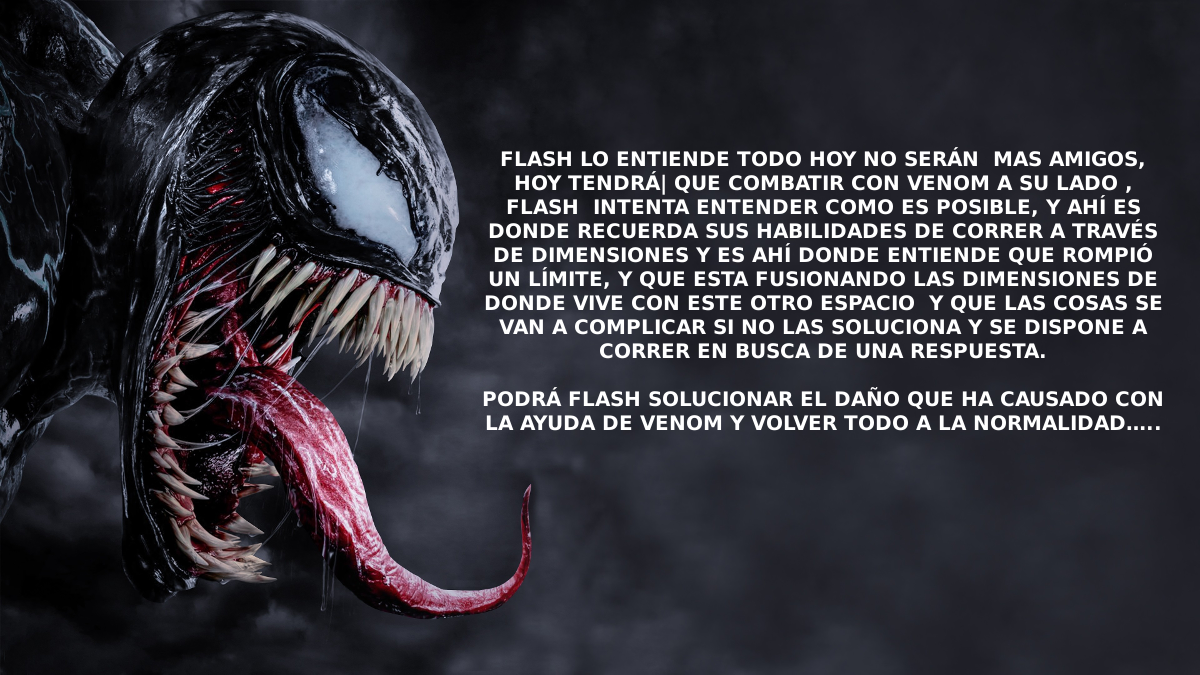 FLASH LO ENTIENDE TODO HOY NO SERÁN  MAS AMIGOS,
HOY TENDRÁ| QUE COMBATIR CON VENOM A SU LADO ,
FLASH  INTENTA ENTENDER COMO ES POSIBLE, Y AHÍ ES
DONDE RECUERDA SUS HABILIDADES DE CORRER A TRAVÉS
DE DIMENSIONES Y ES AHÍ DONDE ENTIENDE QUE ROMPIÓ
UN LÍMITE, Y QUE ESTA FUSIONANDO LAS DIMENSIONES DE
DONDE VIVE CON ESTE OTRO ESPACIO  Y QUE LAS COSAS SE
VAN A COMPLICAR SI NO LAS SOLUCIONA Y SE DISPONE A
CORRER EN BUSCA DE UNA RESPUESTA.
PODRÁ FLASH SOLUCIONAR EL DAÑO QUE HA CAUSADO CON
LA AYUDA DE VENOM Y VOLVER TODO A LA NORMALIDAD…..